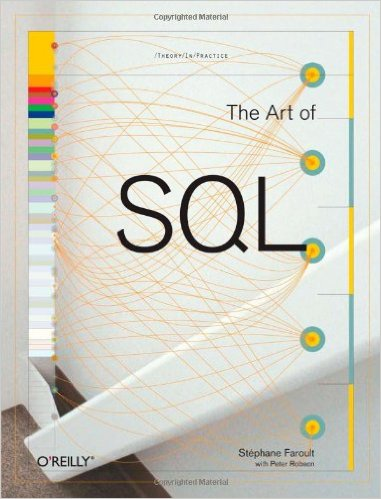 Copyrighted Material
/THEORY/IN/PRACTICE
The Art of
SQL
Stéphane Faroult
with Peter Robson
O'REILLY®
Copyrighted Material